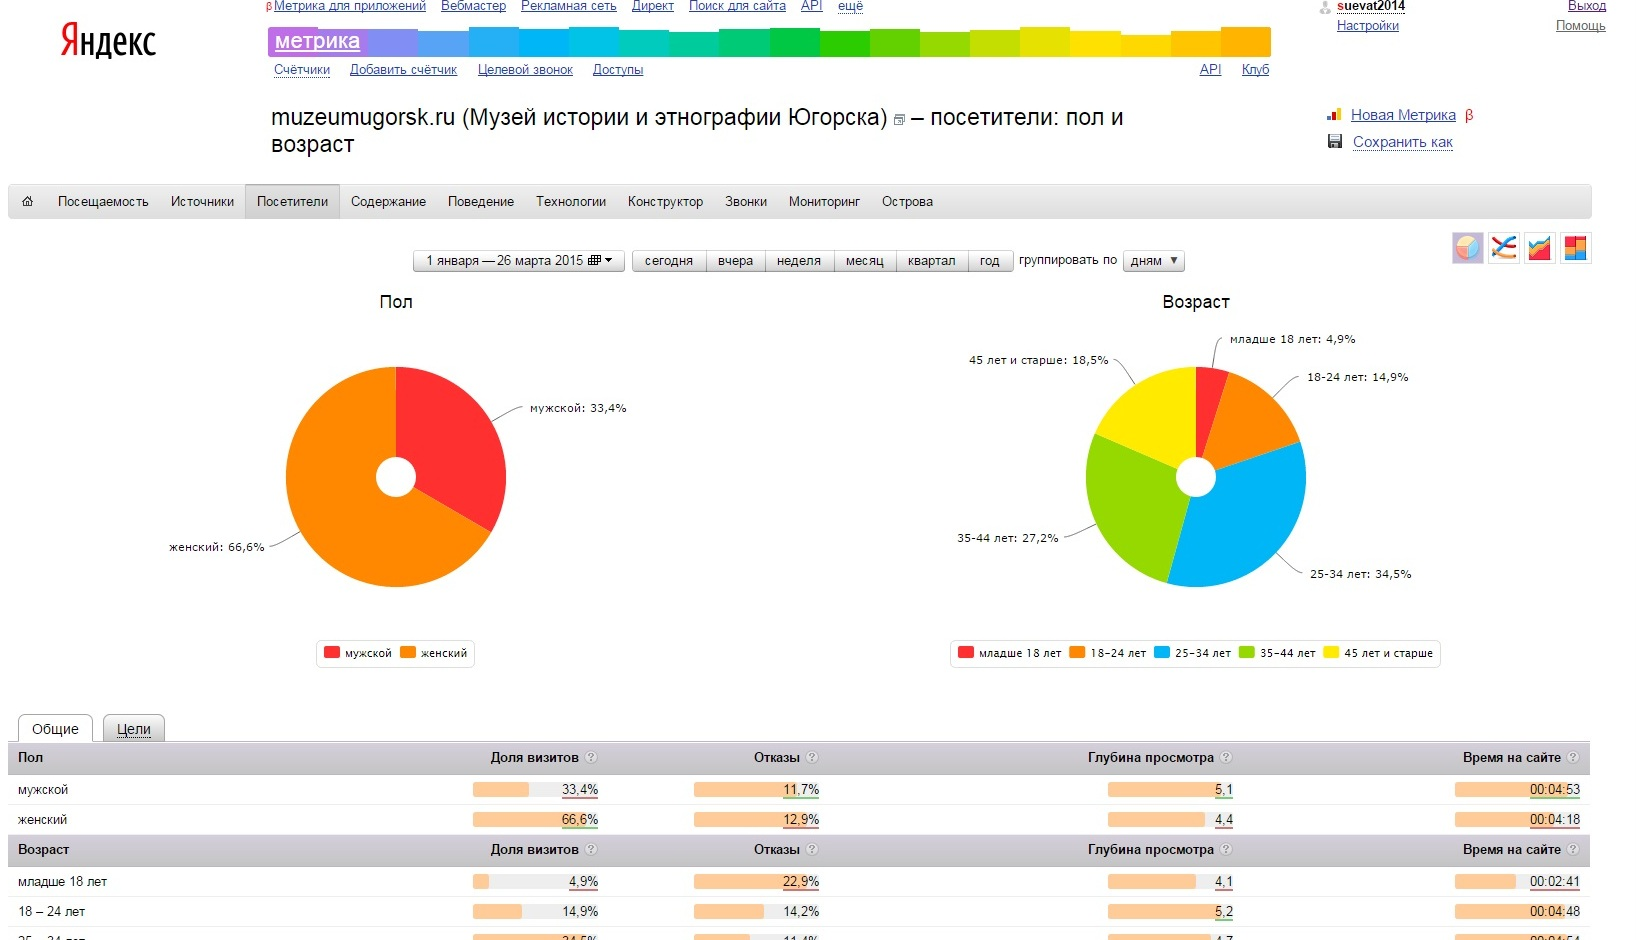 β Метрика для приложений Вебмастер Рекламная сеть Директ Поиск для сайта API ещё suevat2014 Выход
Яндекс метрика Настройки Помощь
Счётчики Добавить счётчик Целевой звонок Доступы API Клуб
muzeumugorsk.ru (Музей истории и этнографии Югорска) – посетители: пол и
возраст
Новая Метрика β
Сохранить как
Посещаемость Источники Посетители Содержание Поведение Технологии Конструктор Звонки Мониторинг Острова
1 января — 26 марта 2015 сегодня вчера неделя месяц квартал год группировать по дням
Пол
мужской: 33,4%
женский: 66,6%
мужской женский
Возраст
младше 18 лет: 4,9%
45 лет и старше: 18,5%
18-24 лет: 14,9%
35-44 лет: 27,2%
25-34 лет: 34,5%
младше 18 лет 18-24 лет 25-34 лет 35-44 лет 45 лет и старше
Общие Цели
Пол Доля визитов ? Отказы ? Глубина просмотра ? Время на сайте ?
мужской 33,4% 11,7% 5,1 00:04:53
женский 66,6% 12,9% 4,4 00:04:18
Возраст Доля визитов ? Отказы ? Глубина просмотра ? Время на сайте ?
младше 18 лет 4,9% 22,9% 4,1 00:02:41
18 – 24 лет 14,9% 14,2% 5,2 00:04:48